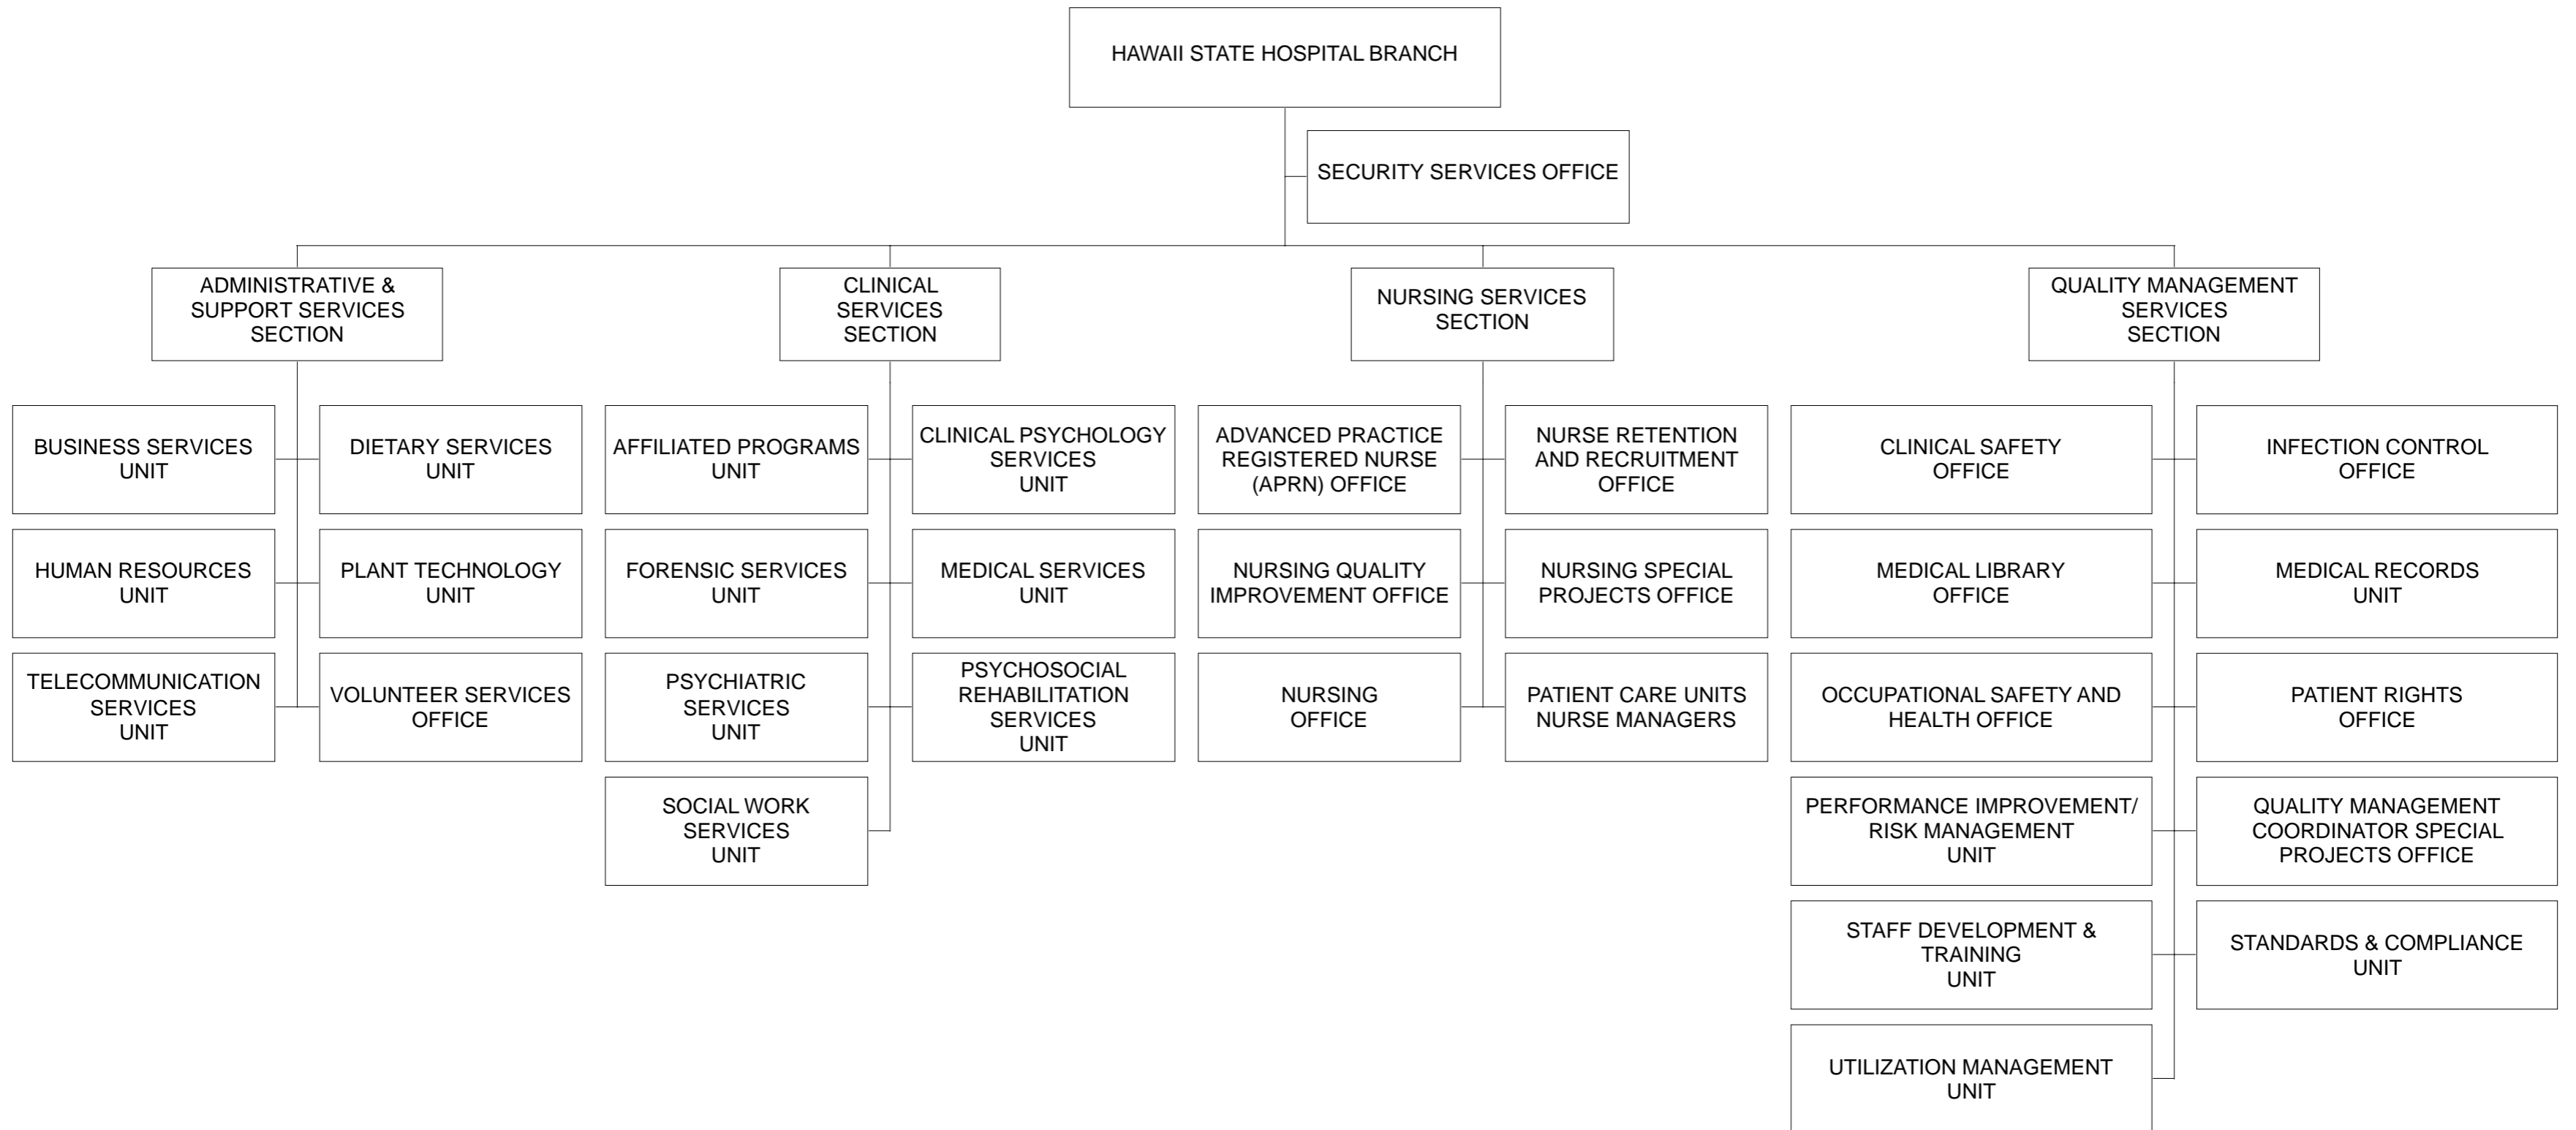 HAWAII STATE HOSPITAL BRANCH
SECURITY SERVICES OFFICE
ADMINISTRATIVE &
SUPPORT SERVICES
SECTION
CLINICAL
SERVICES
SECTION
NURSING SERVICES
SECTION
QUALITY MANAGEMENT
SERVICES
SECTION
BUSINESS SERVICES
UNIT
DIETARY SERVICES
UNIT
AFFILIATED PROGRAMS
UNIT
CLINICAL PSYCHOLOGY
SERVICES
UNIT
ADVANCED PRACTICE
REGISTERED NURSE
(APRN) OFFICE
NURSE RETENTION
AND RECRUITMENT
OFFICE
CLINICAL SAFETY
OFFICE
INFECTION CONTROL
OFFICE
HUMAN RESOURCES
UNIT
PLANT TECHNOLOGY
UNIT
FORENSIC SERVICES
UNIT
MEDICAL SERVICES
UNIT
NURSING QUALITY
IMPROVEMENT OFFICE
NURSING SPECIAL
PROJECTS OFFICE
MEDICAL LIBRARY
OFFICE
MEDICAL RECORDS
UNIT
TELECOMMUNICATION
SERVICES
UNIT
VOLUNTEER SERVICES
OFFICE
PSYCHIATRIC
SERVICES
UNIT
PSYCHOSOCIAL
REHABILITATION
SERVICES
UNIT
NURSING
OFFICE
PATIENT CARE UNITS
NURSE MANAGERS
OCCUPATIONAL SAFETY AND
HEALTH OFFICE
PATIENT RIGHTS
OFFICE
SOCIAL WORK
SERVICES
UNIT
PERFORMANCE IMPROVEMENT/
RISK MANAGEMENT
UNIT
QUALITY MANAGEMENT
COORDINATOR SPECIAL
PROJECTS OFFICE
STAFF DEVELOPMENT &
TRAINING
UNIT
STANDARDS & COMPLIANCE
UNIT
UTILIZATION MANAGEMENT
UNIT